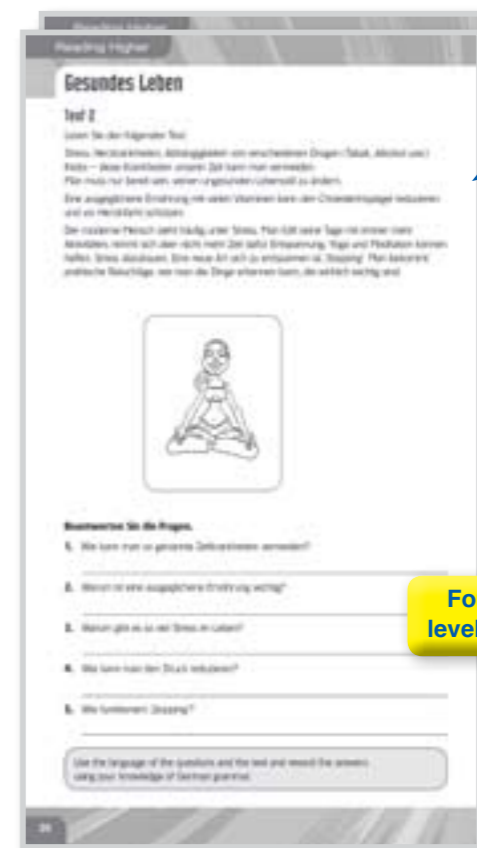 Reading Higher
Reading Higher
Gesundes Leben
Text 2
Lesen Sie den folgenden Text.
Stress, Herzkrankheiten, Abhängigkeiten von verschiedenen Drogen (Tabak, Alkohol usw.)
Krebs – diese Krankheiten unserer Zeit kann man vermeiden.
Man muss nur bereit sein, seinen ungesunden Lebensstil zu ändern.
Eine ausgeglichene Ernährung mit vielen Vitaminen kann den Cholesterinspiegel reduzieren
und vor Herzinfarkt schützen.
Der moderne Mensch steht häufig unter Stress. Man füllt seine Tage mit immer mehr
Aktivitäten, nimmt sich aber nicht mehr Zeit dafür. Entspannung, Yoga und Meditation können
helfen, Stress abzubauen. Eine neue Art sich zu entspannen ist Man bekommt
praktische Ratschläge, wie man die Dinge erkennen kann, die wirklich wichtig sind.
Beantworten Sie die Fragen.
1. Wie kann man so genannte Zeitkrankheiten vermeiden?
2. Warum ist eine ausgeglichene Ernährung wichtig?
3. Warum gibt es so viel Stress im Leben?
4. Wie kann man den Druck reduzieren?
5. Wie funktioniert
Use the language of the questions and the text and reword the answers
using your knowledge of German grammar.
Fo
level